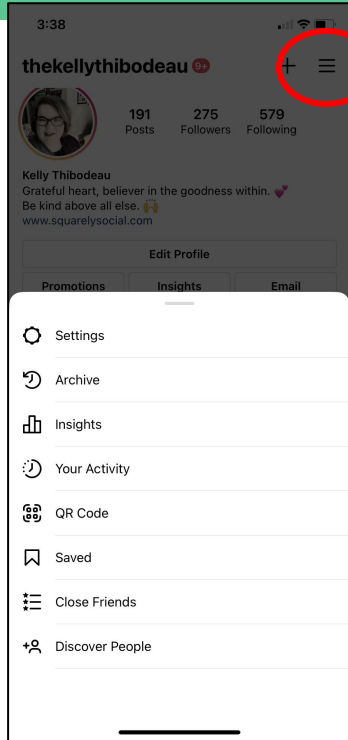 3:38
thekellythibodeau 9+
191 275 579
Posts Followers Following
Kelly Thibodeau
Grateful heart, believer in the goodness within. 💕
Be kind above all else. 🙌
www.squarelysocial.com
Edit Profile
Promotions Insights Email
Settings
Archive
Insights
Your Activity
QR Code
Saved
Close Friends
Discover People